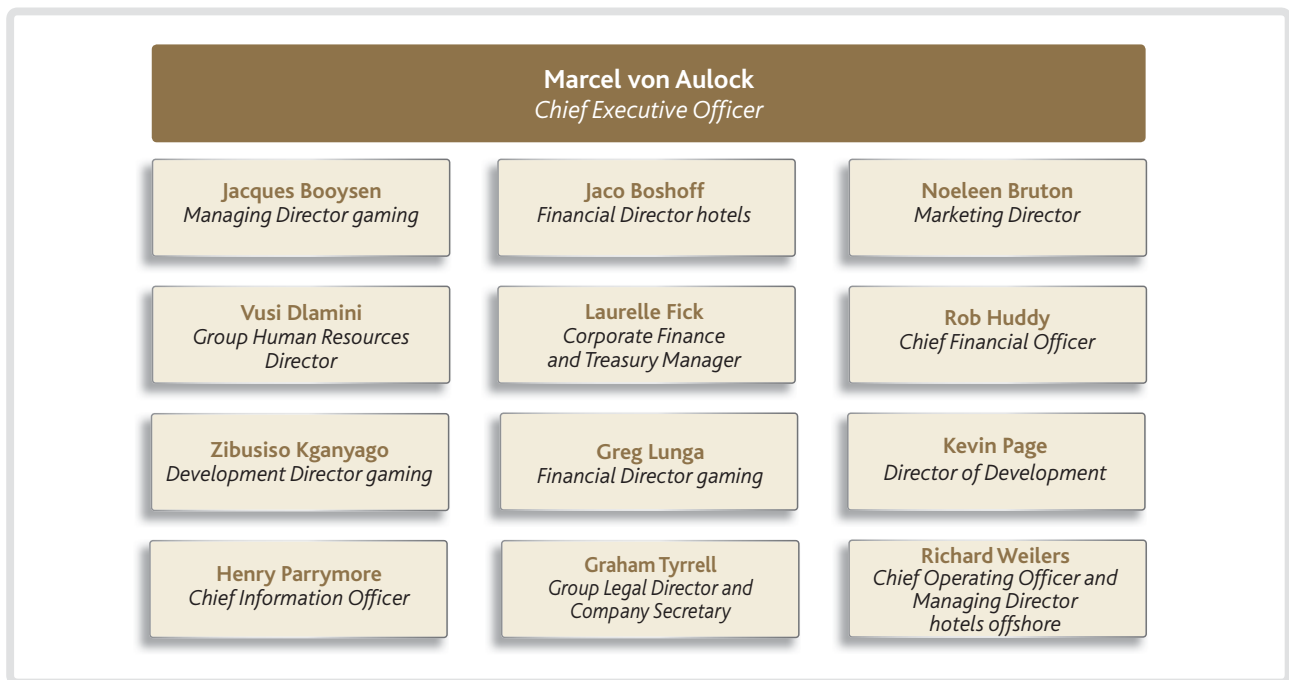 Marcel von Aulock
Chief Executive Officer
Jacques Booysen
Managing Director gaming
Jaco Boshoff
Financial Director hotels
Noeleen Bruton
Marketing Director
Vusi Dlamini
Group Human Resources
Director
Laurelle Fick
Corporate Finance
and Treasury Manager
Rob Huddy
Chief Financial Officer
Zibusiso Kganyago
Development Director gaming
Greg Lunga
Financial Director gaming
Kevin Page
Director of Development
Henry Parrymore
Chief Information Officer
Graham Tyrrell
Group Legal Director and
Company Secretary
Richard Weilers
Chief Operating Officer and
Managing Director
hotels offshore